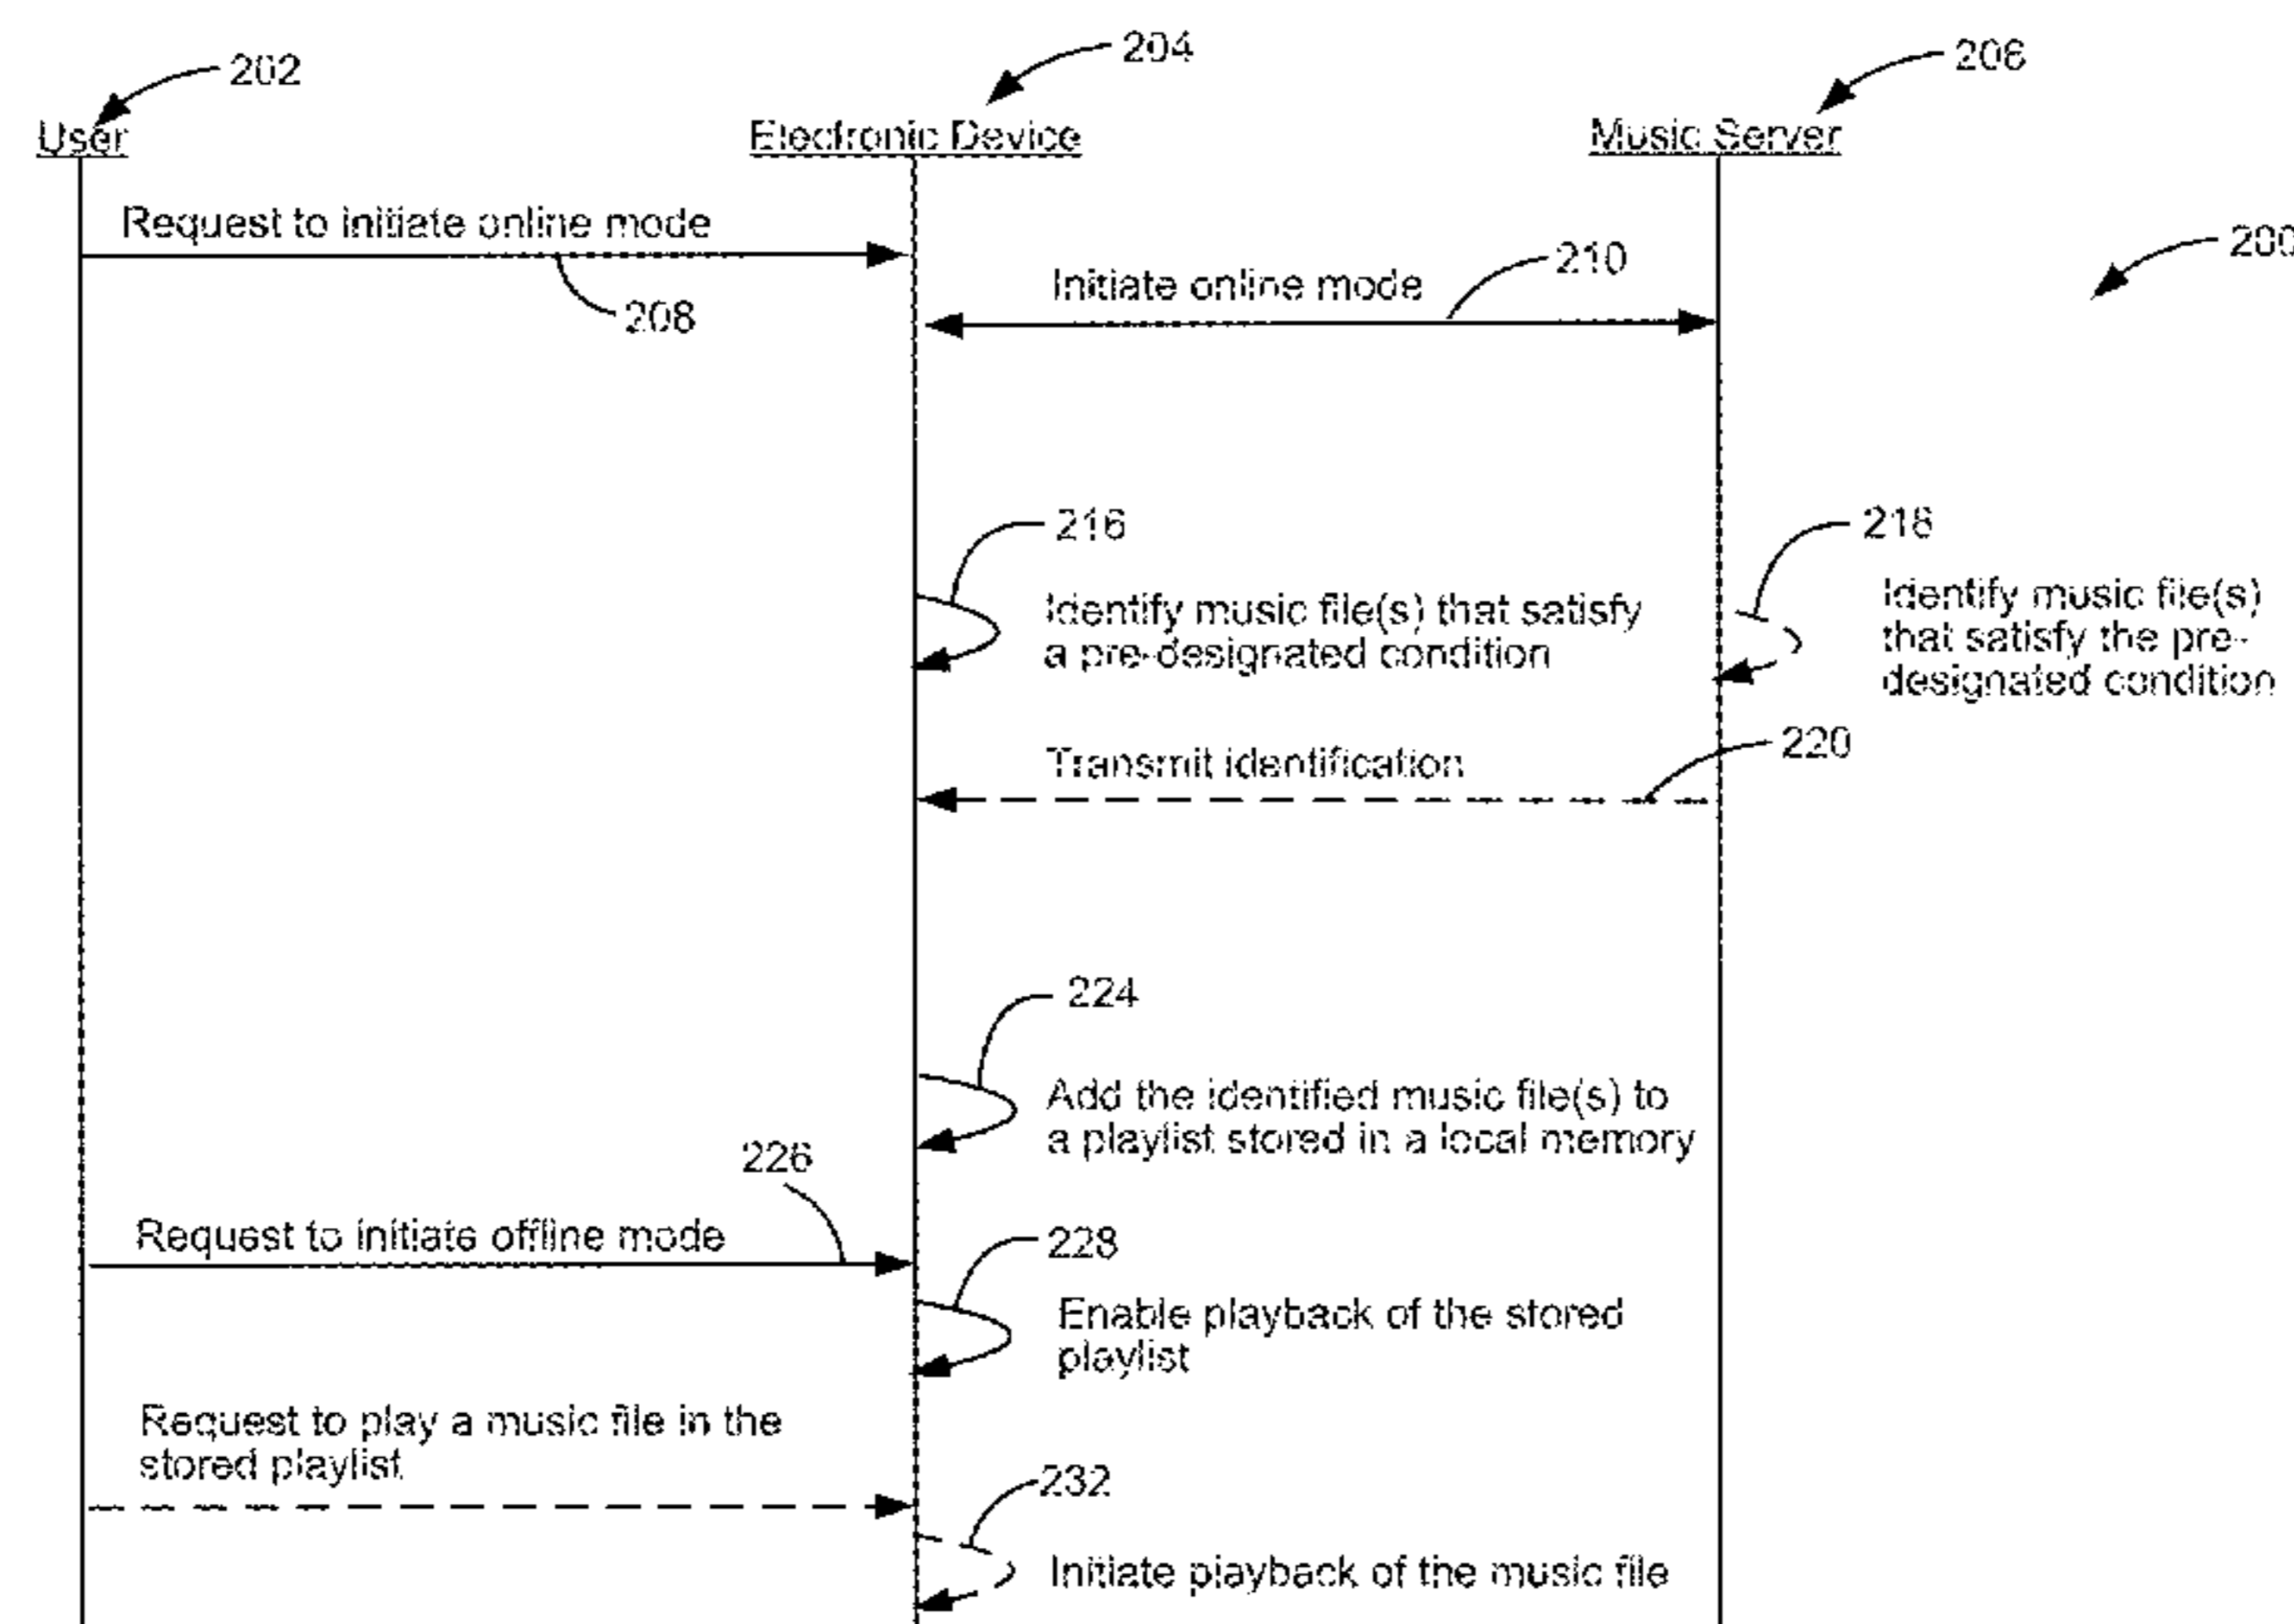 202
204
206
User
Electronic Device
Music Server
Request to initiate online mode
208
Initiate online mode
210
200
216
Identify music file(s) that satisfy
a pre-designated condition
218
Identify music file(s)
that satisfy the pre-
designated condition
Transmit identification
220
224
Add the identified music file(s) to
a playlist stored in a local memory
226
Request to initiate offline mode
228
Enable playback of the stored
playlist
Request to play a music file in the
stored playlist
232
Initiate playback of the music file